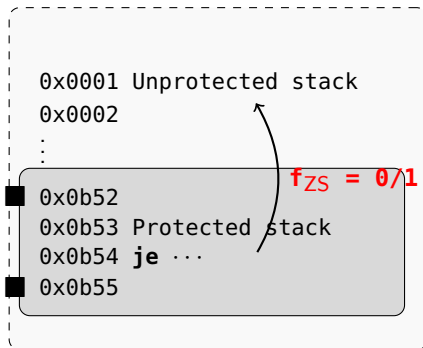 0x0001 Unprotected stack
0x0002
⋮
f_ZS = 0/1
0x0b52
0x0b53 Protected stack
0x0b54 je ···
0x0b55